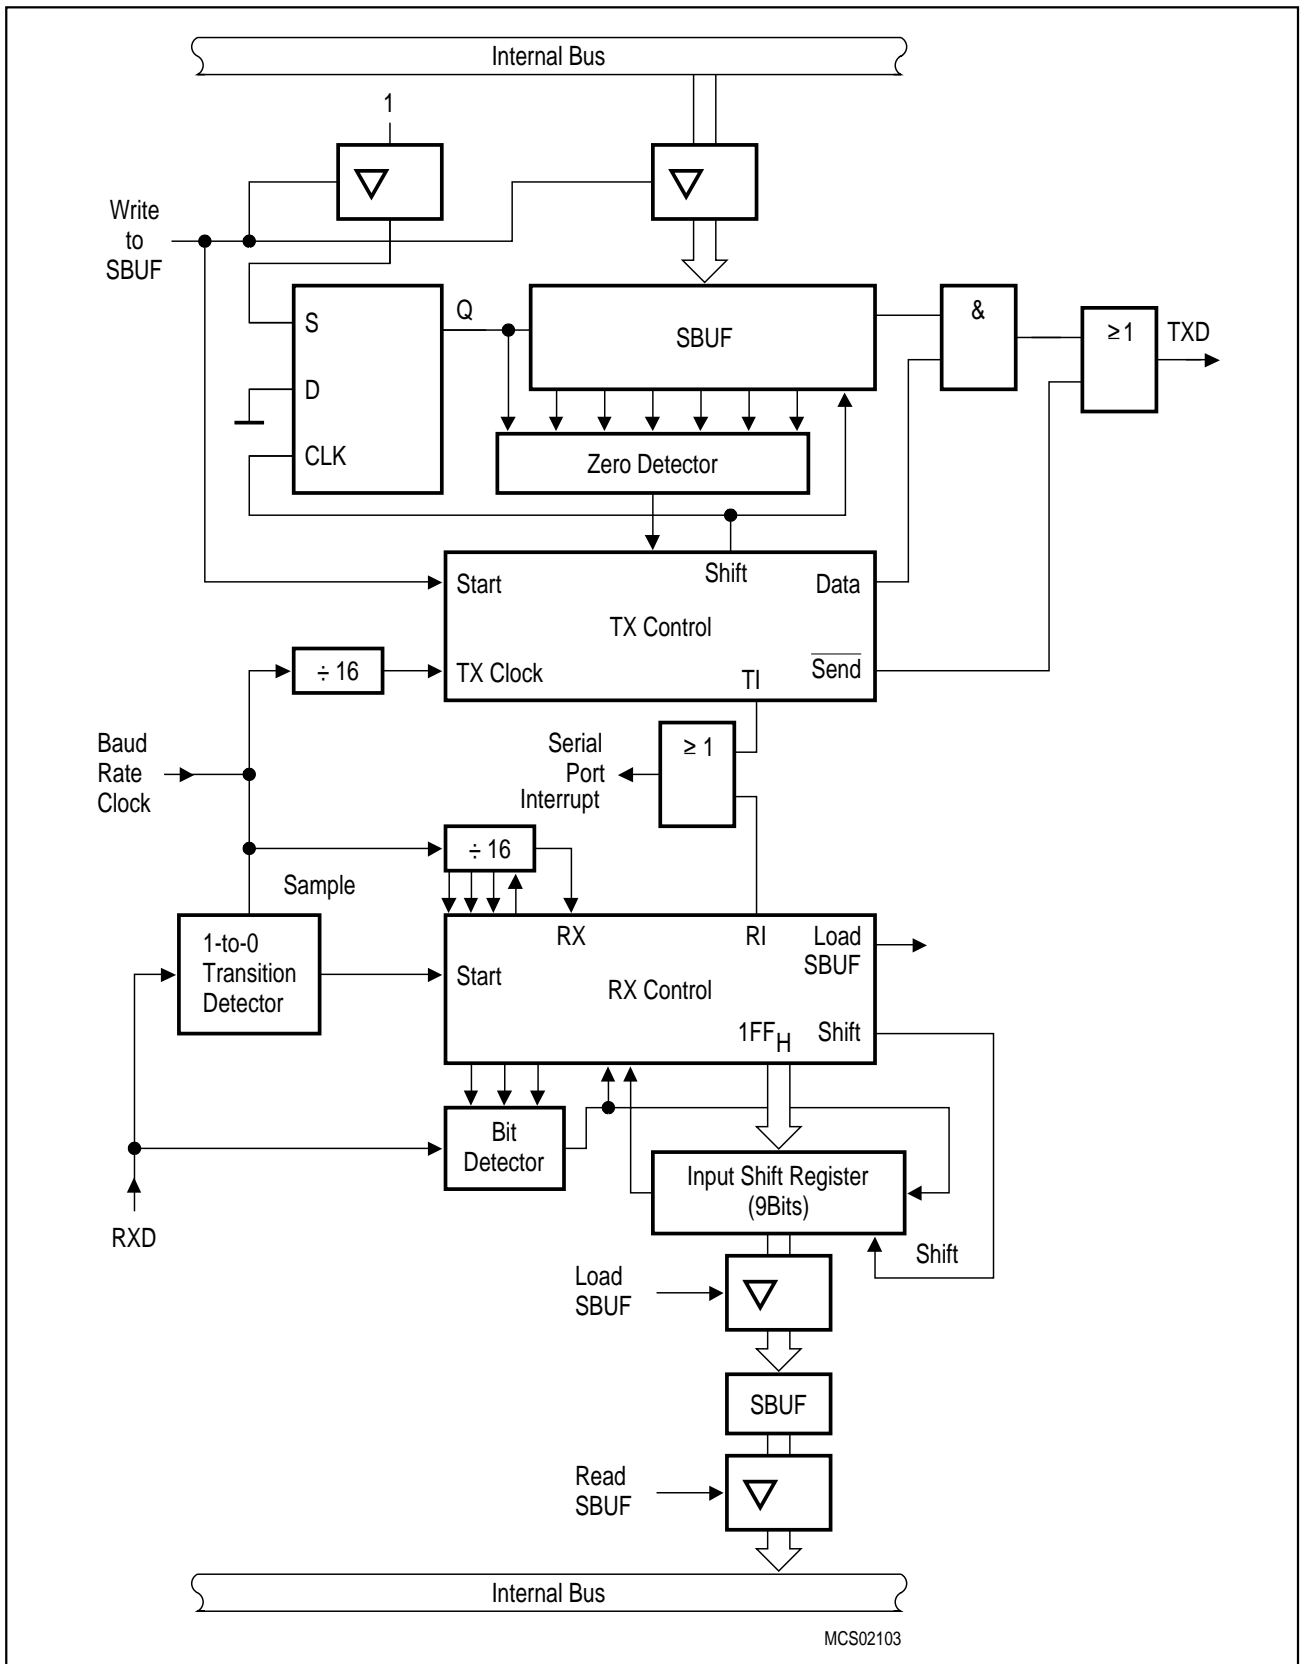 Internal Bus
1
Write
to
SBUF
S
Q
D
CLK
SBUF
&
≥1
TXD
Zero Detector
Start
Shift
Data
TX Control
÷ 16
TX Clock
TI
Send
Baud
Rate
Clock
Serial
Port
Interrupt
≥ 1
÷ 16
Sample
1-to-0
Transition
Detector
RX
RI
Load
SBUF
Start
RX Control
1FFH
Shift
Bit
Detector
Input Shift Register
(9Bits)
RXD
Shift
Load
SBUF
SBUF
Read
SBUF
Internal Bus
MCS02103